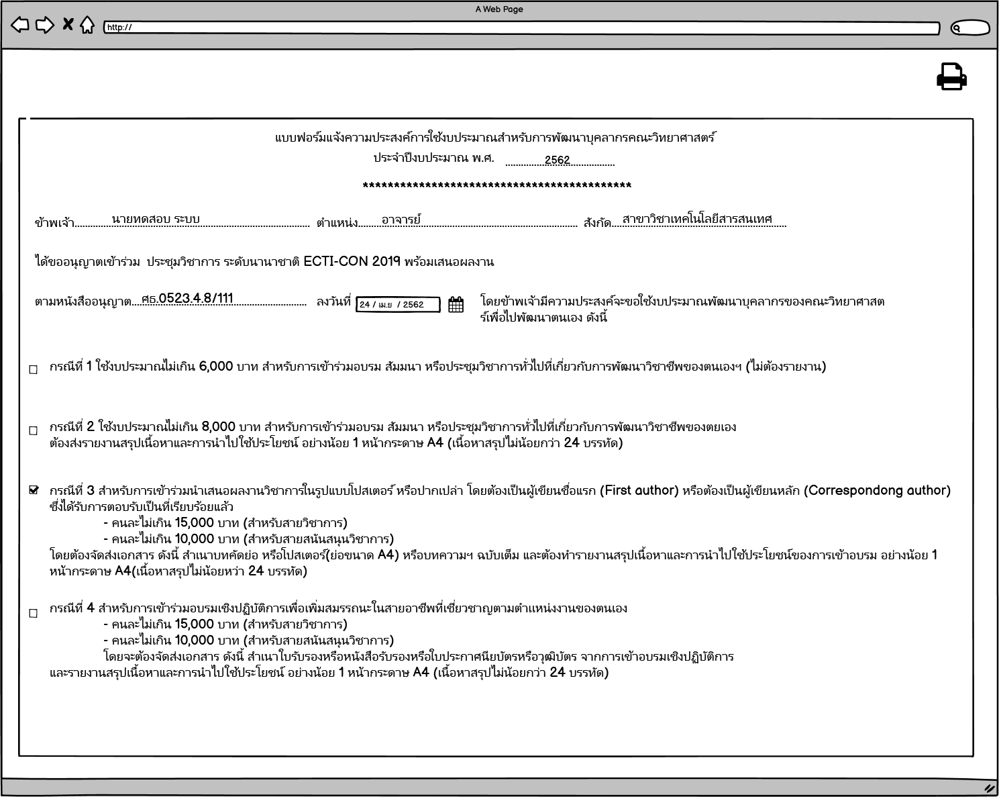 A Web Page
http://
แบบฟอร์มแจ้งความประสงค์การใช้งบประมาณสำหรับการพัฒนาบุคลากรคณะวิทยาศาสตร์
ประจำปีงบประมาณ พ.ศ. 2562
*******************************************
ข้าพเจ้า นายทดสอบ ระบบ ตำแหน่ง อาจารย์ สังกัด สาขาวิชาเทคโนโลยีสารสนเทศ
ได้ขออนุญาตเข้าร่วม ประชุมวิชาการ ระดับนานาชาติ ECTI-CON 2019 พร้อมเสนอผลงาน
ตามหนังสืออนุญาต ศธ.0523.4.8/111 ลงวันที่ 24 / เม.ย / 2562 โดยข้าพเจ้ามีความประสงค์จะขอใช้งบประมาณพัฒนาบุคลากรของคณะวิทยาศาสต
ร์เพื่อไปพัฒนาตนเอง ดังนี้
กรณีที่ 1 ใช้งบประมาณไม่เกิน 6,000 บาท สำหรับการเข้าร่วมอบรม สัมมนา หรือประชุมวิชาการทั่วไปที่เกี่ยวกับการพัฒนาวิชาชีพของตนเองฯ (ไม่ต้องรายงาน)
กรณีที่ 2 ใช้งบประมาณไม่เกิน 8,000 บาท สำหรับการเข้าร่วมอบรม สัมมนา หรือประชุมวิชาการทั่วไปที่เกี่ยวกับการพัฒนาวิชาชีพของตยเอง
ต้องส่งรายงานสรุปเนื้อหาและการนำไปใช้ประโยชน์ อย่างน้อย 1 หน้ากระดาษ A4 (เนื้อหาสรุปไม่น้อยกว่า 24 บรรทัด)
กรณีที่ 3 สำหรับการเข้าร่วมนำเสนอผลงานวิชาการในรูปแบบโปสเตอร์ หรือปากเปล่า โดยต้องเป็นผู้เขียนชื่อแรก (First author) หรือต้องเป็นผู้เขียนหลัก (Correspondong author)
ซึ่งได้รับการตอบรับเป็นที่เรียบร้อยแล้ว
- คนละไม่เกิน 15,000 บาท (สำหรับสายวิชาการ)
- คนละไม่เกิน 10,000 บาท (สำหรับสายสนันสนุนวิชาการ)
โดยต้องจัดส่งเอกสาร ดังนี้ สำเนาบทคัดย่อ หรือโปสเตอร์(ย่อขนาด A4) หรือบทความฯ ฉบับเต็ม และต้องทำรายงานสรุปเนื้อหาและการนำไปใช้ประโยชน์ของการเข้าอบรม อย่างน้อย 1
หน้ากระดาษ A4(เนื้อหาสรุปไม่น้อยหว่า 24 บรรทัด)
กรณีที่ 4 สำหรับการเข้าร่วมอบรมเชิงปฏิบัติการเพื่อเพิ่มสมรรถนะในสายอาชีพที่เชี่ยวชาญตามตำแหน่งงานของตนเอง
- คนละไม่เกิน 15,000 บาท (สำหรับสายวิชาการ)
- คนละไม่เกิน 10,000 บาท (สำหรับสายสนันสนุนวิชาการ)
โดยจะต้องจัดส่งเอกสาร ดังนี้ สำเนาใบรับรองหรือหนังสือรับรองหรือใบประกาศนียบัตรหรือวุฒิบัตร จากการเข้าอบรมเชิงปฏิบัติการ
และรายงานสรุปเนื้อหาและการนำไปใช้ประโยชน์ อย่างน้อย 1 หน้ากระดาษ A4 (เนื้อหาสรุปไม่น้อยกว่า 24 บรรทัด)